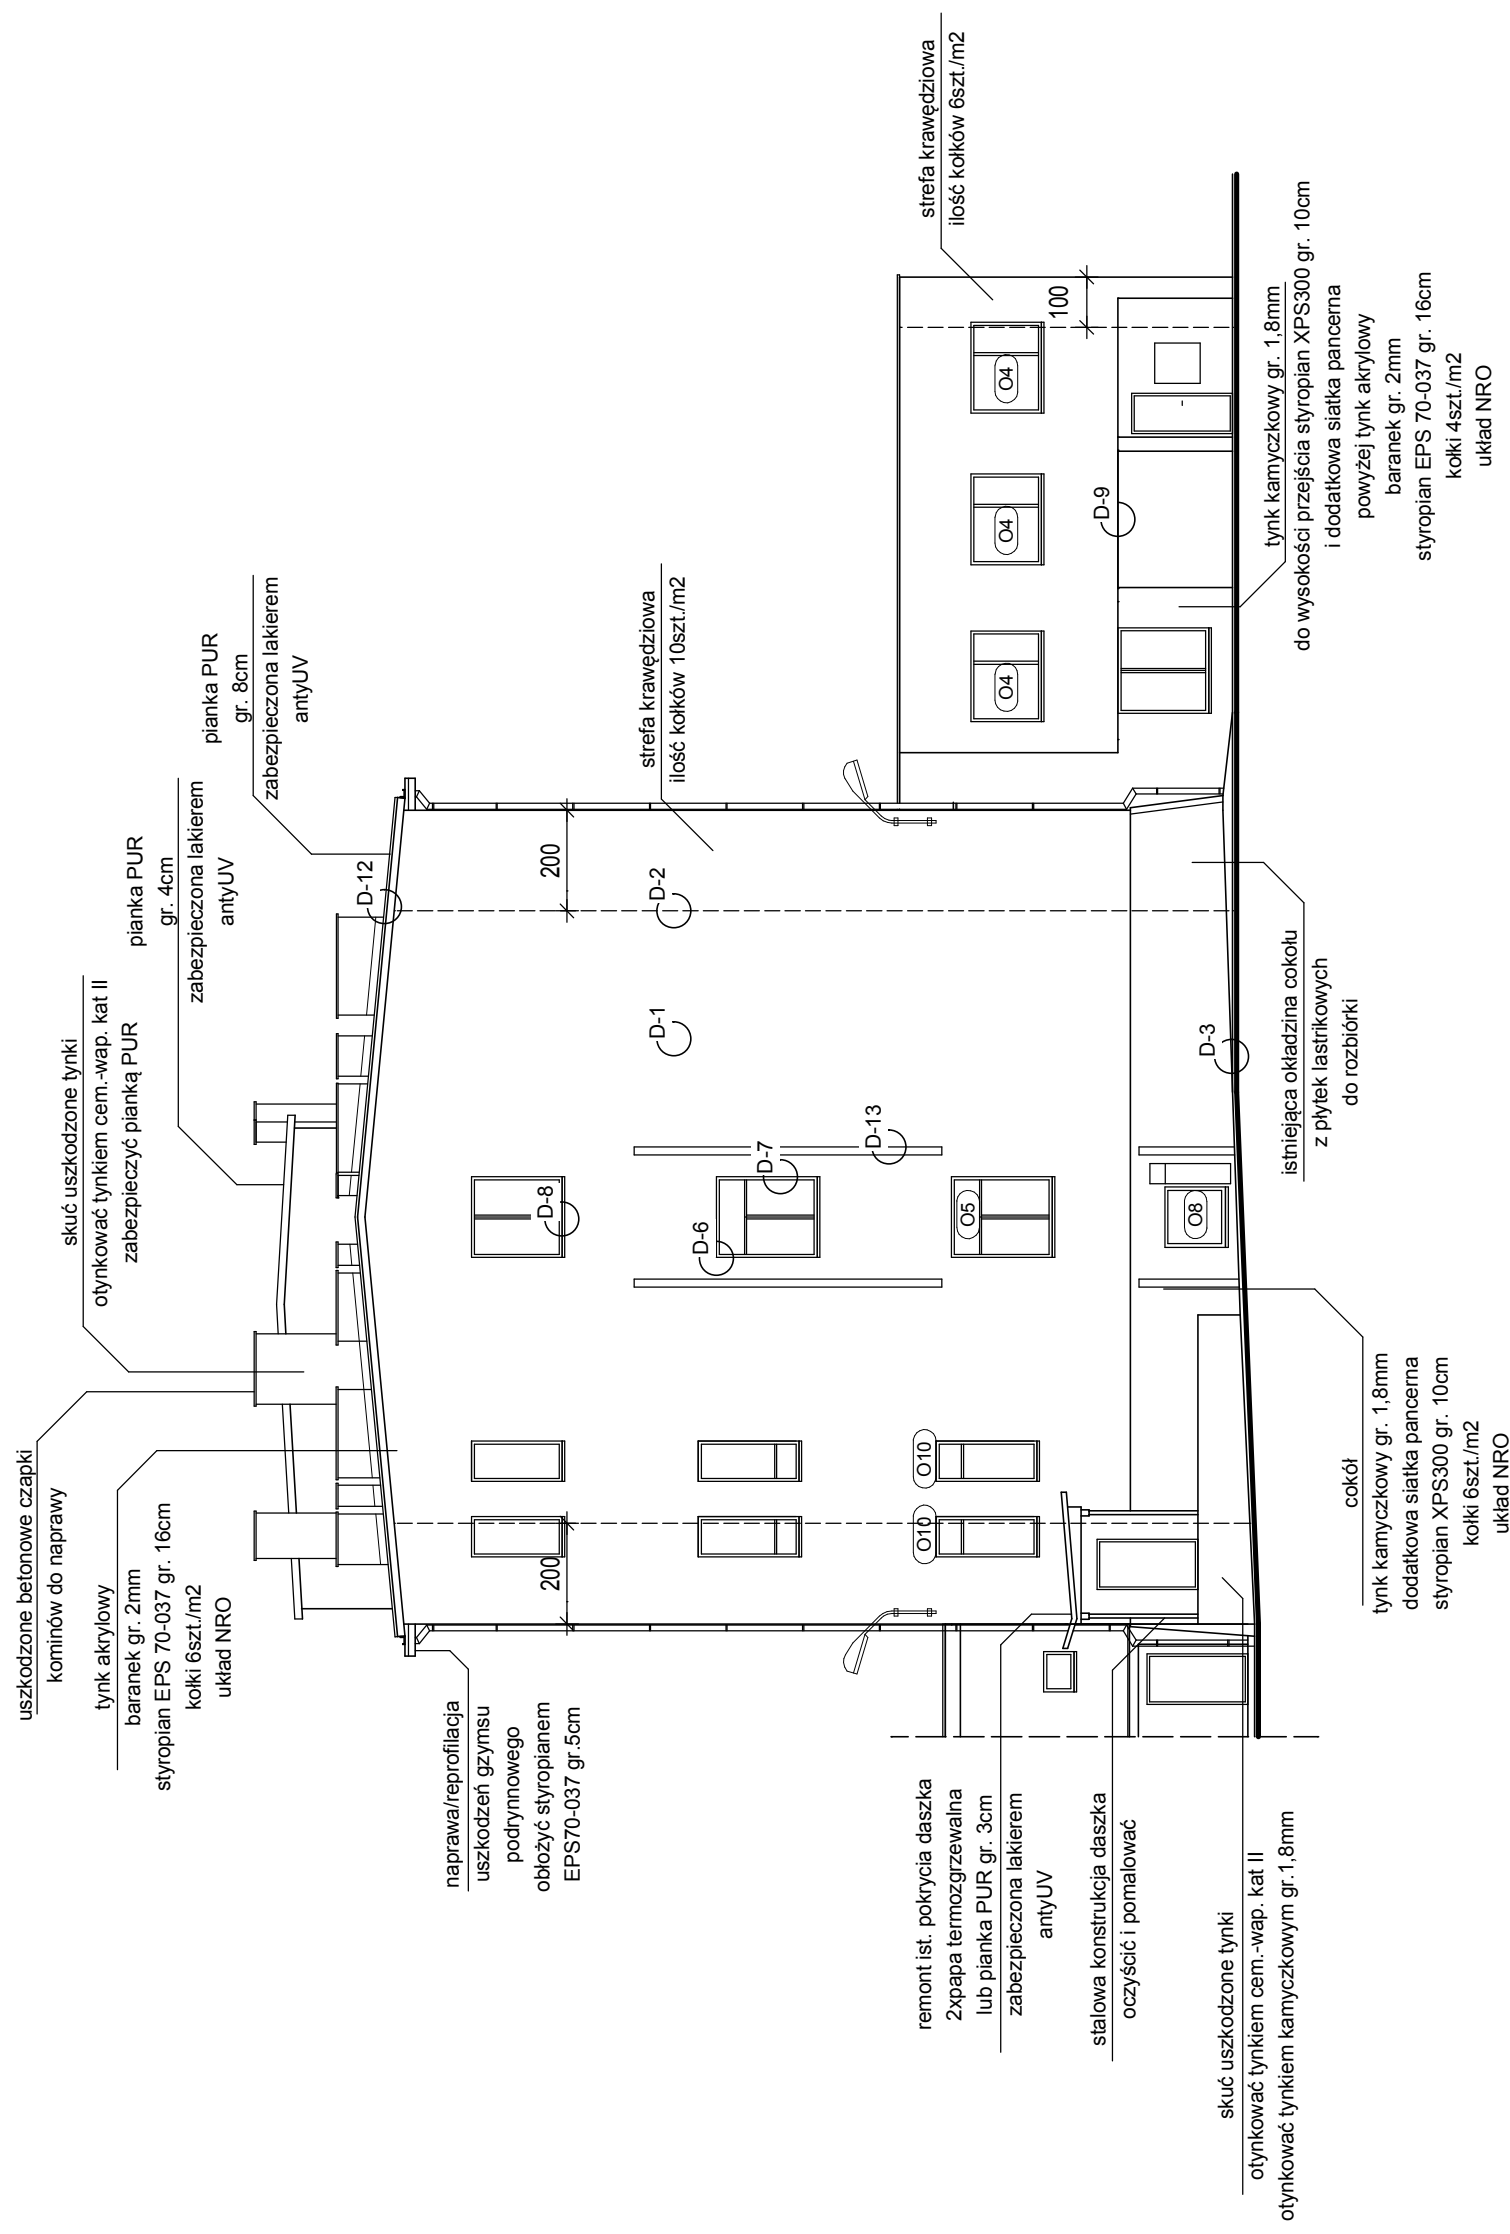 uszkodzone betonowe czapki
kominów do naprawy
skuć uszkodzone tynki
otynkować tynkiem cem.-wap. kat II
zabezpieczyć pianką PUR
pianka PUR
gr. 4cm
zabezpieczona lakierem
antyUV
pianka PUR
gr. 8cm
zabezpieczona lakierem
antyUV
tynk akrylowy
baranek gr. 2mm
styropian EPS 70-037 gr. 16cm
kołki 6szt./m2
układ NRO
naprawa/reprofilacja
uszkodzeń gzymsu
podrynnowego
obłożyć styropianem
EPS70-037 gr.5cm
D-12
200
200
D-8
D-1
D-2
strefa krawędziowa
ilość kołków 10szt./m2
D-6
D-7
D-13
O10
O10
O5
strefa krawędziowa
ilość kołków 6szt./m2
O4
O4
O4
100
D-9
remont ist. pokrycia daszka
2xpapa termozgrzewalna
lub pianka PUR gr. 3cm
zabezpieczona lakierem
antyUV
stalowa konstrukcja daszka
oczyścić i pomalować
O8
D-3
skuć uszkodzone tynki
otynkować tynkiem cem.-wap. kat II
otynkować tynkiem kamyczkowym gr.1,8mm
cokół
tynk kamyczkowy gr. 1,8mm
dodatkowa siatka pancerna
styropian XPS300 gr. 10cm
kołki 6szt./m2
układ NRO
istniejąca okładzina cokołu
z płytek lastrikowych
do rozbiórki
tynk kamyczkowy gr. 1,8mm
do wysokości przejścia styropian XPS300 gr. 10cm
i dodatkowa siatka pancerna
powyżej tynk akrylowy
baranek gr. 2mm
styropian EPS 70-037 gr. 16cm
kołki 4szt./m2
układ NRO